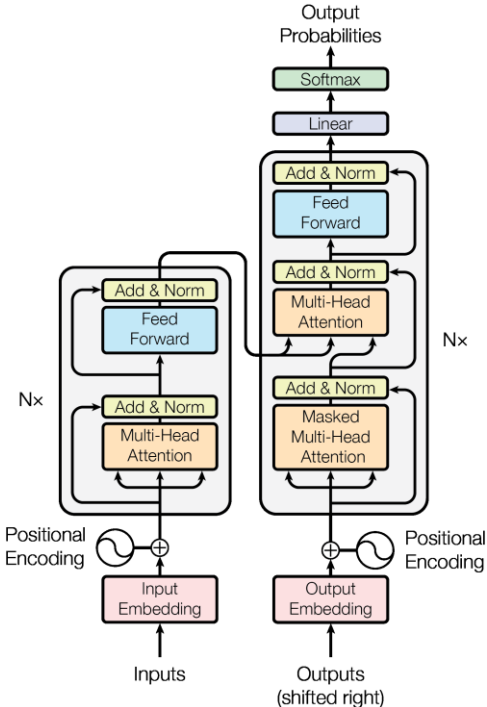 Output
Probabilities
Softmax
Linear
Add & Norm
Feed
Forward
Add & Norm
Multi-Head
Attention
Add & Norm
Masked
Multi-Head
Attention
Nx
Add & Norm
Feed
Forward
Add & Norm
Multi-Head
Attention
Nx
Positional
Encoding
Positional
Encoding
Input
Embedding
Output
Embedding
Inputs
Outputs
(shifted right)